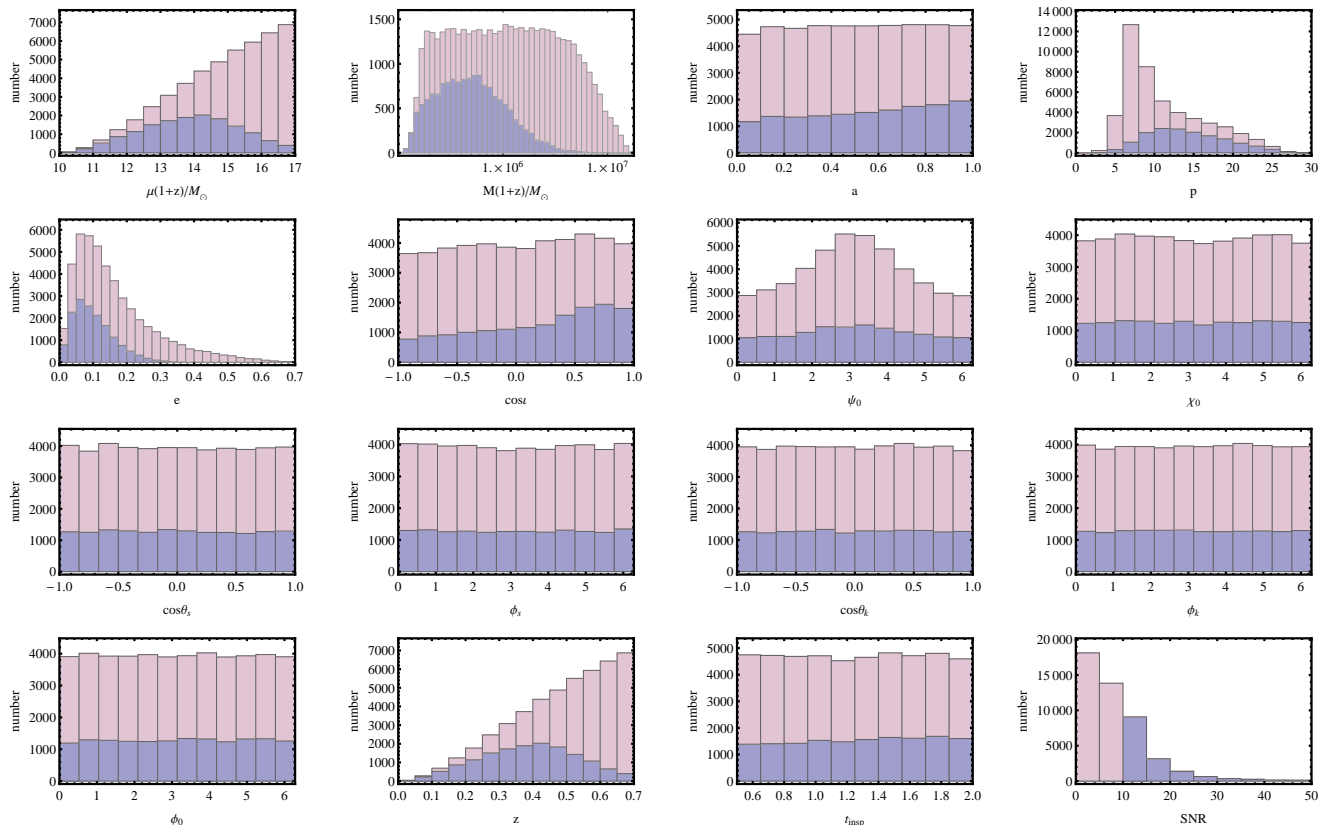 number
7000
6000
5000
4000
3000
2000
1000
0
10 11 12 13 14 15 16 17
μ(1+z)/M☉
number
1500
1000
500
0
1.×10⁶ 1.×10⁷
M(1+z)/M☉
number
5000
4000
3000
2000
1000
0
0.0 0.2 0.4 0.6 0.8 1.0
a
number
14 000
12 000
10 000
8000
6000
4000
2000
0
0 5 10 15 20 25 30
p
number
6000
5000
4000
3000
2000
1000
0
0.0 0.1 0.2 0.3 0.4 0.5 0.6 0.7
e
number
4000
3000
2000
1000
0
−1.0 −0.5 0.0 0.5 1.0
cosι
number
6000
5000
4000
3000
2000
1000
0
0 1 2 3 4 5 6
ψ₀
number
4000
3000
2000
1000
0
0 1 2 3 4 5 6
χ₀
number
4000
3000
2000
1000
0
−1.0 −0.5 0.0 0.5 1.0
cosθₛ
number
4000
3000
2000
1000
0
0 1 2 3 4 5 6
ϕₛ
number
4000
3000
2000
1000
0
−1.0 −0.5 0.0 0.5 1.0
cosθₖ
number
4000
3000
2000
1000
0
0 1 2 3 4 5 6
ϕₖ
number
4000
3000
2000
1000
0
0 1 2 3 4 5 6
ϕ₀
number
7000
6000
5000
4000
3000
2000
1000
0
0.0 0.1 0.2 0.3 0.4 0.5 0.6 0.7
z
number
5000
4000
3000
2000
1000
0
0.6 0.8 1.0 1.2 1.4 1.6 1.8 2.0
t_insp
number
20 000
15 000
10 000
5000
0
0 10 20 30 40 50
SNR